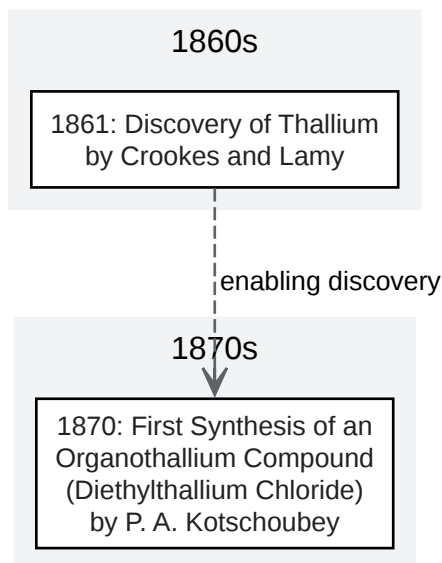 1860s
1861: Discovery of Thallium
by Crookes and Lamy
enabling discovery
1870s
1870: First Synthesis of an
Organothallium Compound
(Diethylthallium Chloride)
by P. A. Kotschoubey